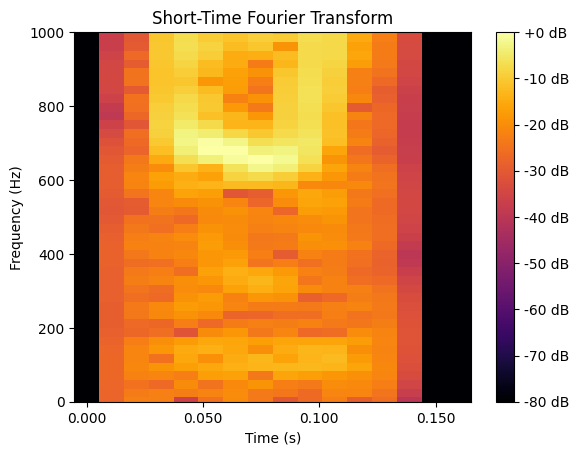 Short-Time Fourier Transform
1000
800
600
400
200
0
Frequency (Hz)
0.000
0.050
0.100
0.150
Time (s)
+0 dB
-10 dB
-20 dB
-30 dB
-40 dB
-50 dB
-60 dB
-70 dB
-80 dB